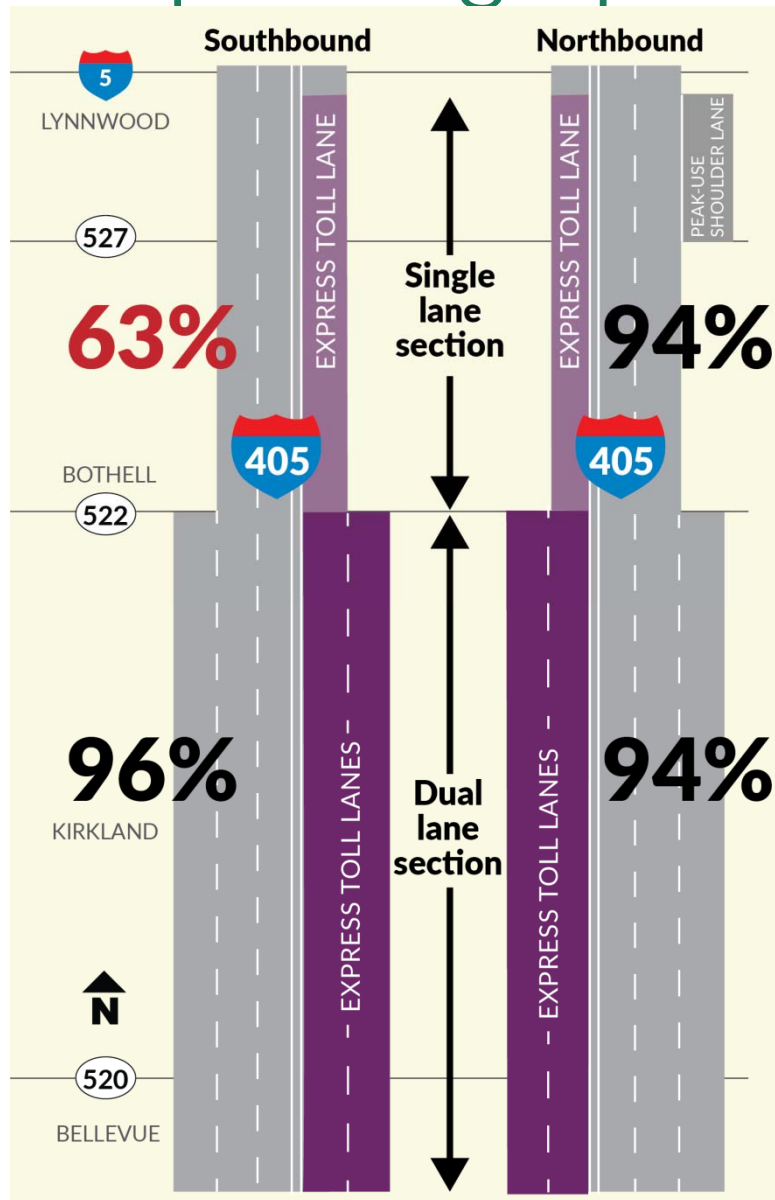 Southbound
Northbound
5
LYNNWOOD
EXPRESS TOLL LANE
EXPRESS TOLL LANE
PEAK-USE
SHOULDER LANE
527
Single
lane
section
63%
94%
405
405
BOTHELL
522
96%
94%
EXPRESS TOLL LANES
EXPRESS TOLL LANES
Dual
lane
section
KIRKLAND
N
520
BELLEVUE